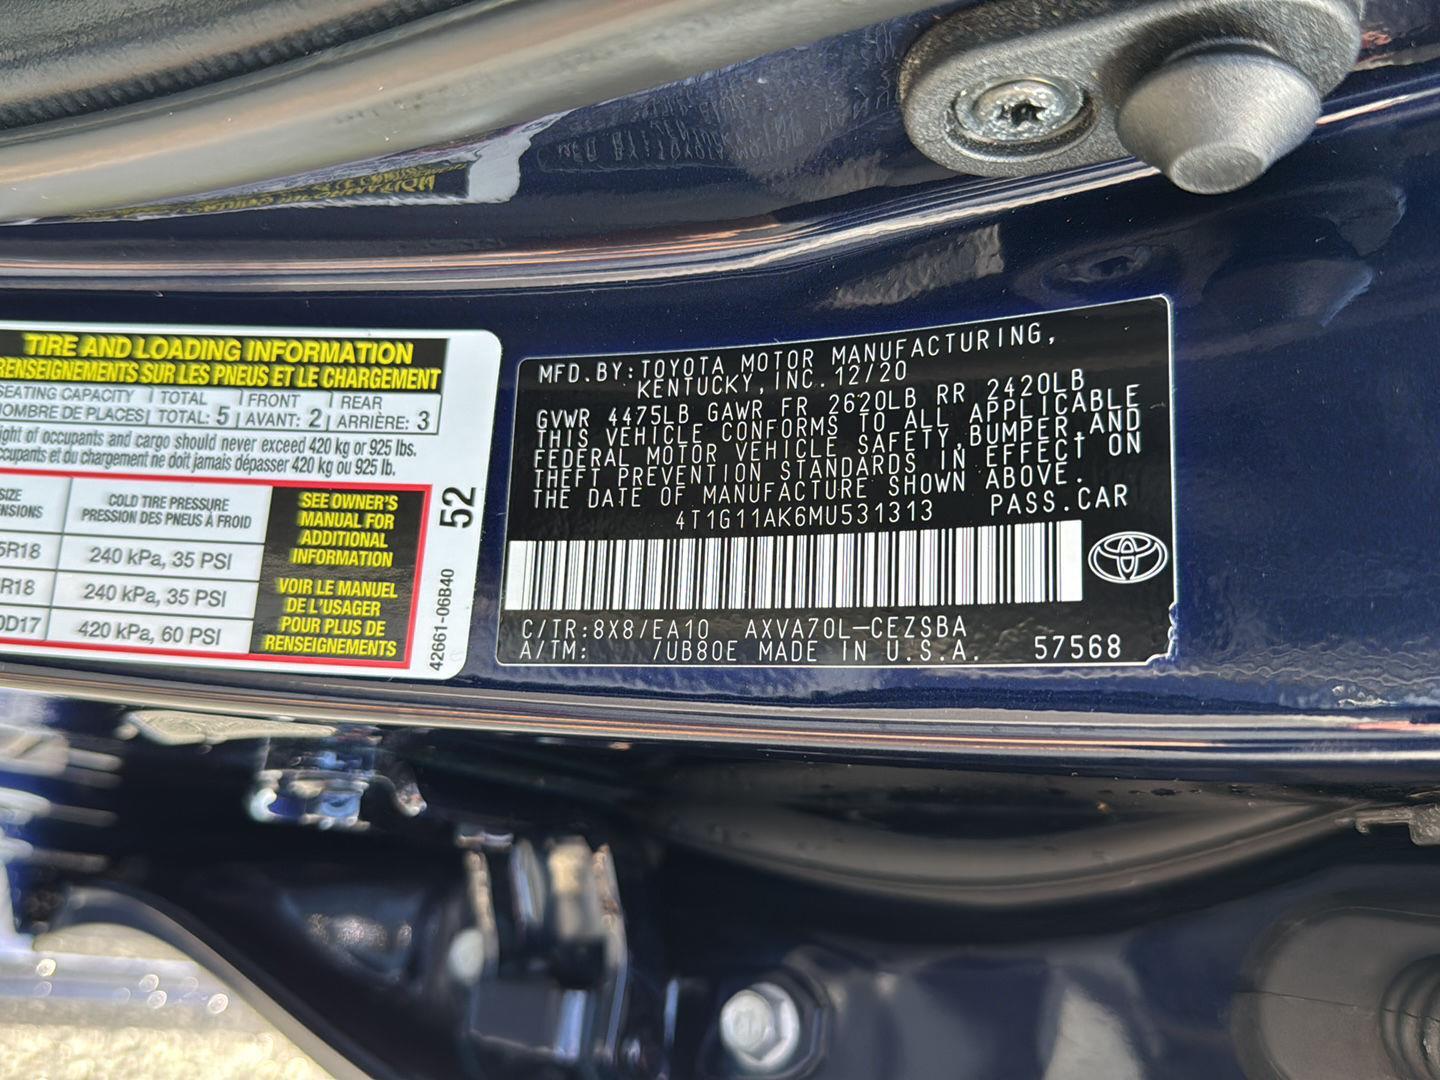 TIRE AND LOADING INFORMATION
RENSEIGNEMENTS SUR LES PNEUS ET LE CHARGEMENT
SEATING CAPACITY | TOTAL | FRONT | REAR
NOMBRE DE PLACES | TOTAL: 5 | AVANT: 2 | ARRIÈRE: 3
ight of occupants and cargo should never exceed 420 kg or 925 lbs.
ccupants et du chargement ne doit jamais dépasser 420 kg ou 925 lb.
SIZE
NSIONS
COLD TIRE PRESSURE
PRESSION DES PNEUS À FROID
5R18
240 kPa, 35 PSI
R18
240 kPa, 35 PSI
0D17
420 kPa, 60 PSI
SEE OWNER'S
MANUAL FOR
ADDITIONAL
INFORMATION
VOIR LE MANUEL
DE L'USAGER
POUR PLUS DE
RENSEIGNEMENTS
52
42661-06B40
MFD.BY:TOYOTA MOTOR MANUFACTURING,
KENTUCKY,INC.12/20
GVWR 4475LB GAWR FR 2620LB RR 2420LB
THIS VEHICLE CONFORMS TO ALL APPLICABLE
FEDERAL MOTOR VEHICLE SAFETY,BUMPER,AND
THEFT PREVENTION STANDARDS IN EFFECT ON
THE DATE OF MANUFACTURE SHOWN ABOVE.
4T1G11AK6MU531313 PASS.CAR
C/TR:8X8/EA10 AXVA70L-CEZSBA
A/TM: /UB80E MADE IN U.S.A. 57568